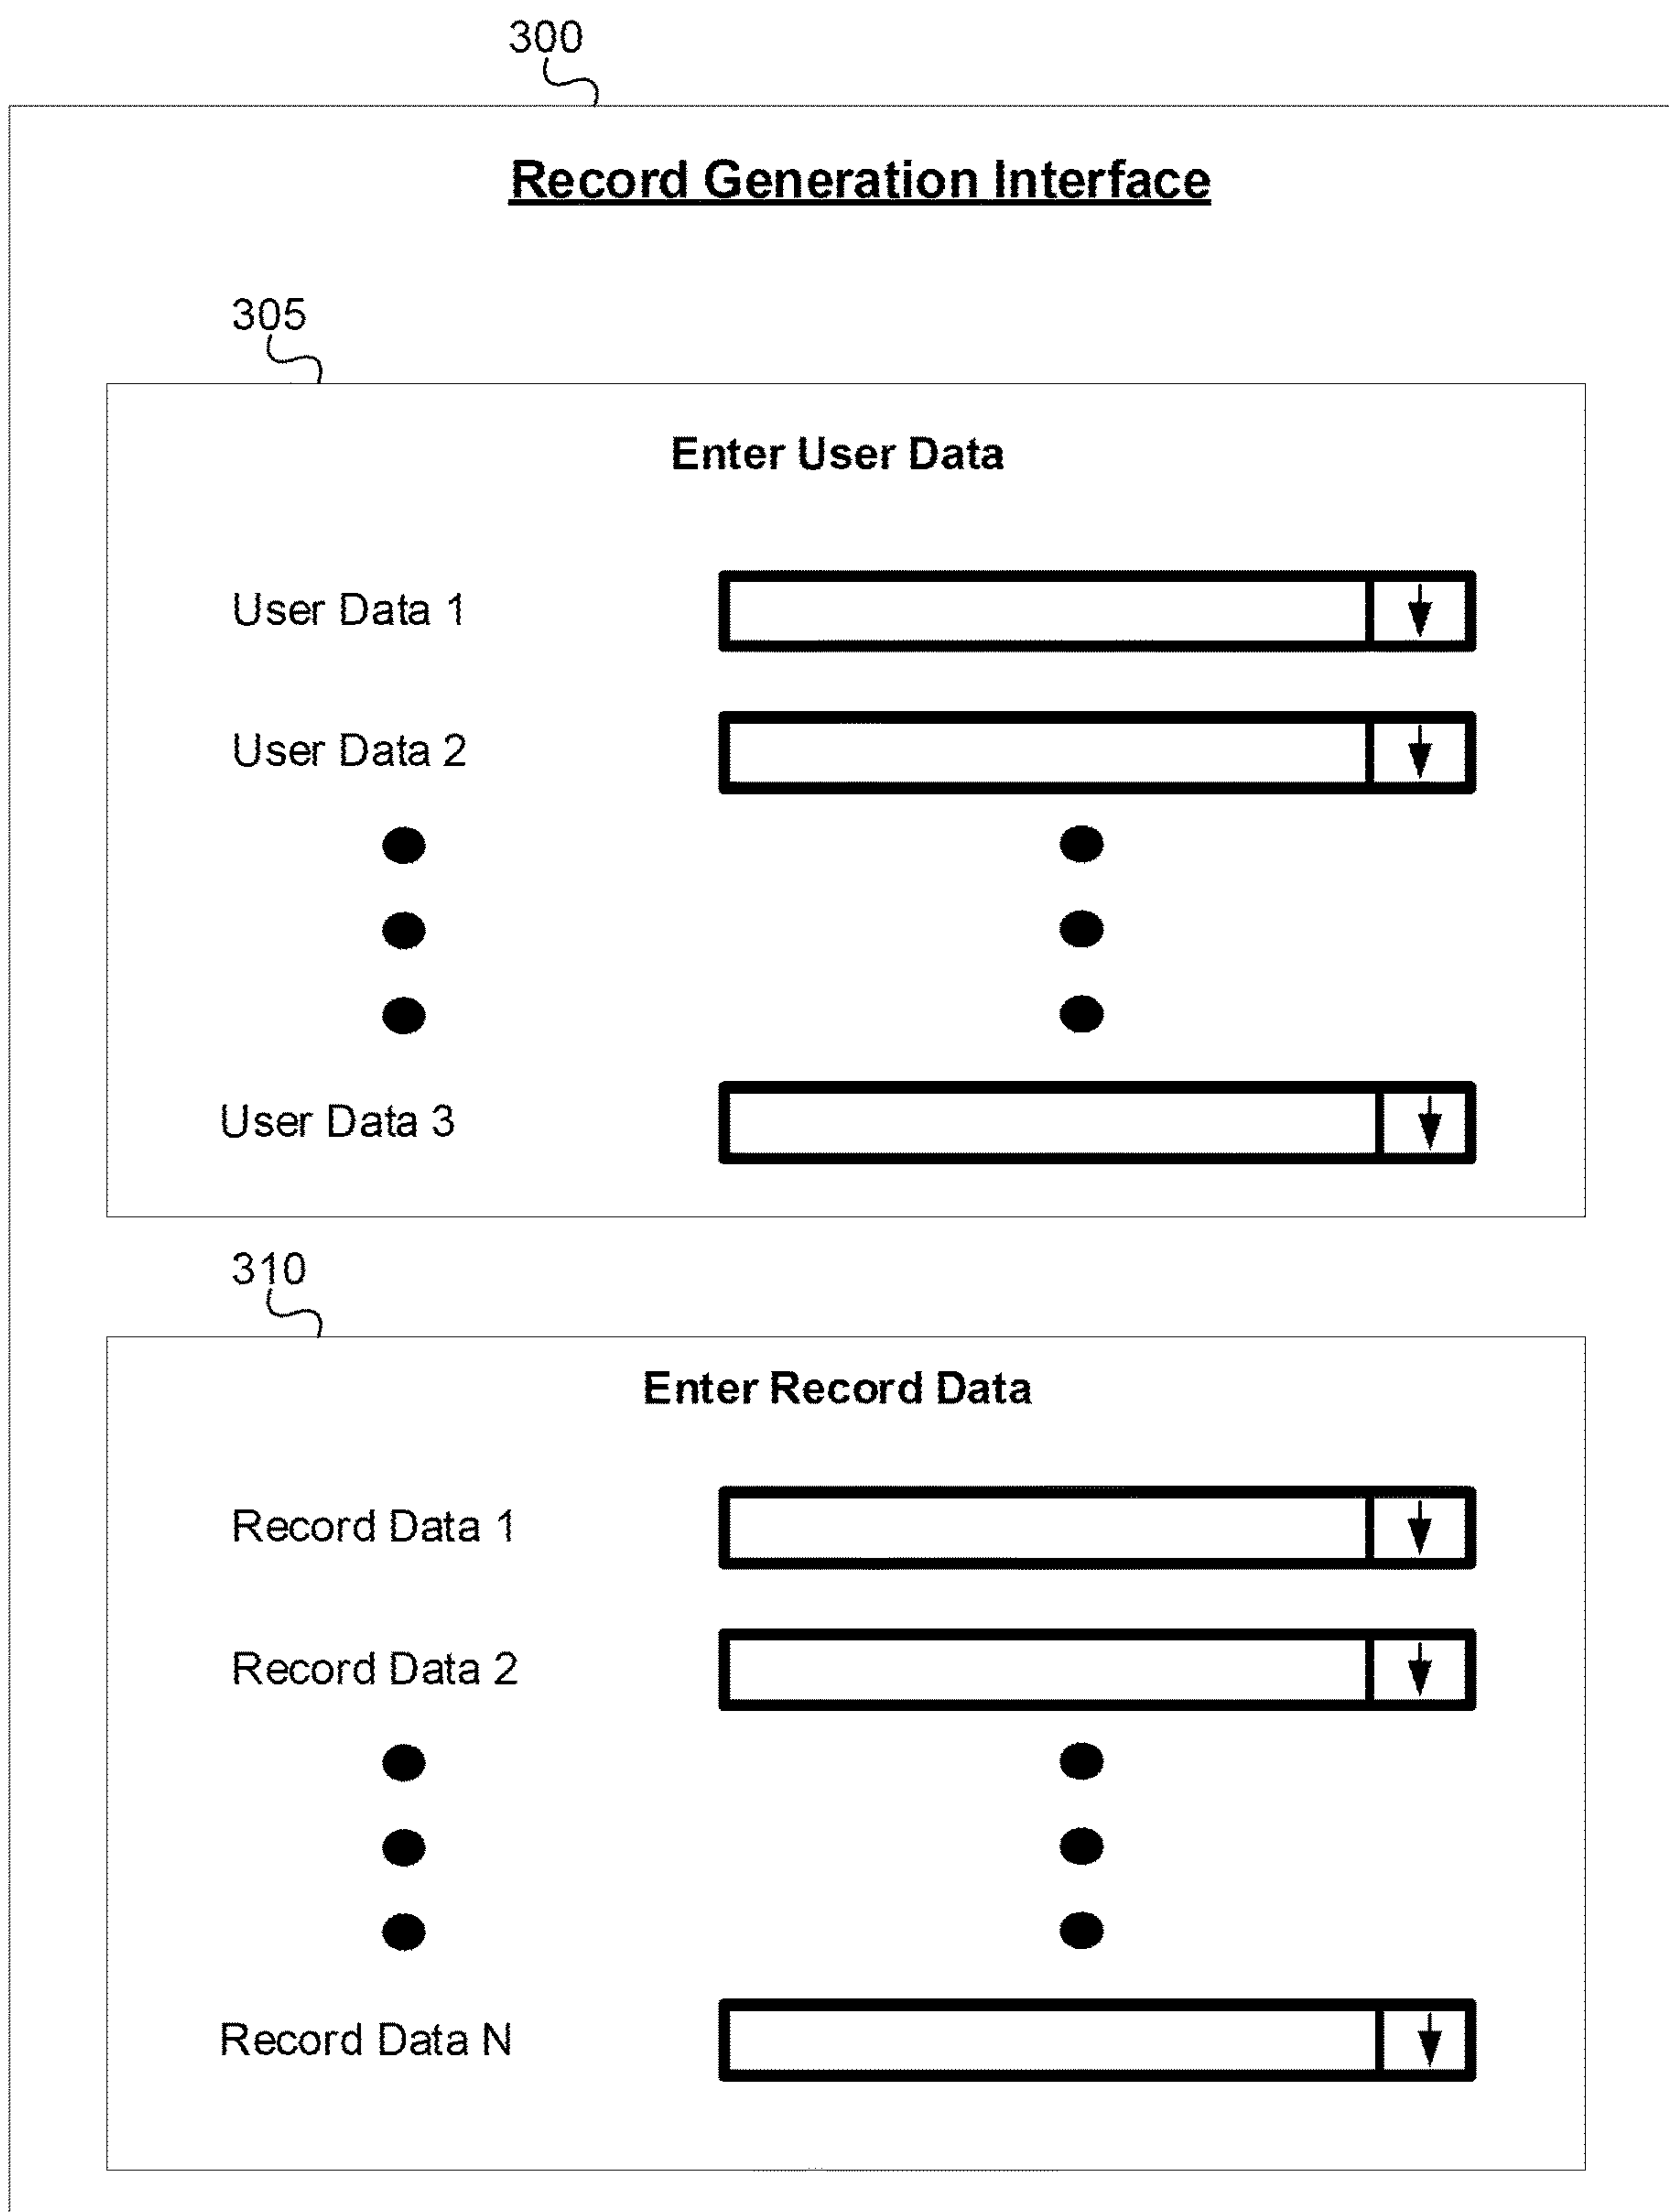 300
Record Generation Interface
305
Enter User Data
User Data 1
User Data 2
User Data 3
310
Enter Record Data
Record Data 1
Record Data 2
Record Data N